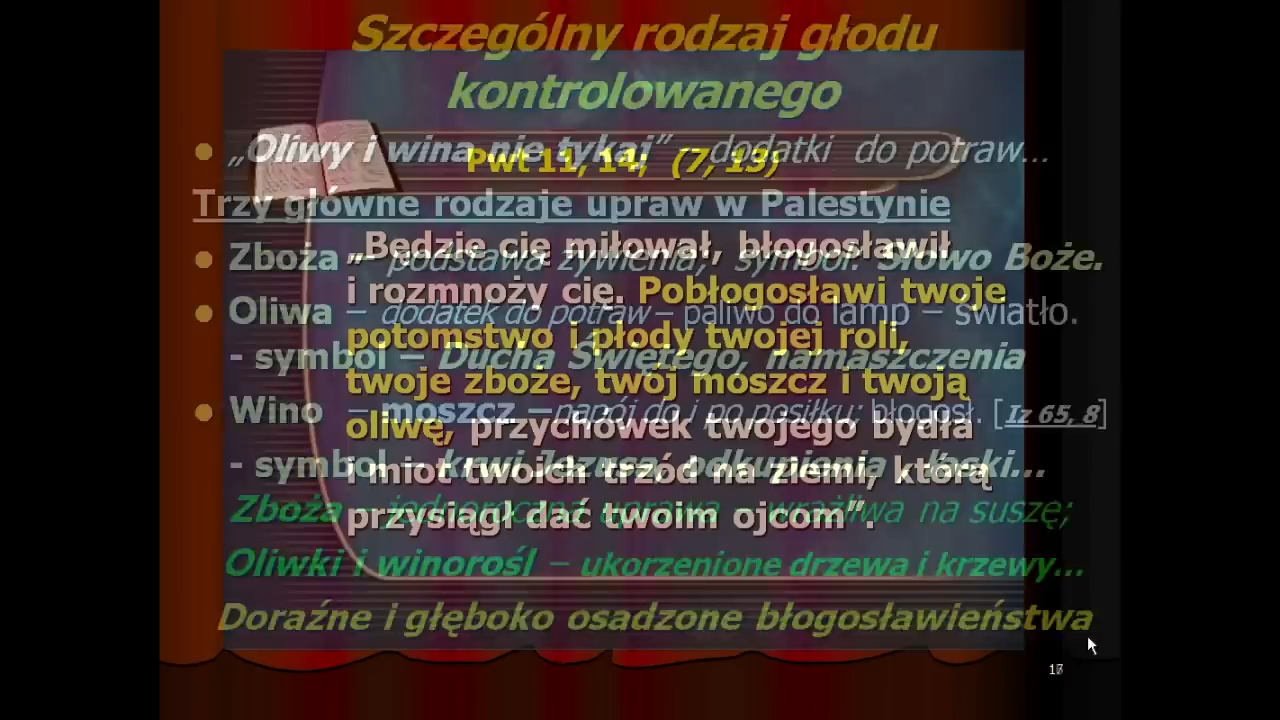 Szczególny rodzaj głodu
kontrolowanego
• „Oliwy i wina nie tykaj” – dodatki do potraw...
Trzy główne rodzaje upraw w Palestynie
• Zboża – podstawa żywienia; symbol: Słowo Boże.
• Oliwa – dodatek do potraw – paliwo do lamp – światło.
- symbol – Ducha Świętego, namaszczenia
• Wino – moszcz – napój do i po posiłku; błogosł. [Iz 65, 8]
- symbol – krwi Jezusa, odkupienia, łaski...
Zboża – jednoroczna uprawa – wrażliwa na suszę;
Oliwki i winorośl – ukorzenione drzewa i krzewy...
Doraźne i głęboko osadzone błogosławieństwa
Pwt 11, 14; (7, 13)
„Będzie cię miłował, błogosławił
i rozmnoży cię. Pobłogosławi twoje
potomstwo i płody twojej roli,
twoje zboże, twój moszcz i twoją
oliwę, przychówek twojego bydła
i miot twoich trzód na ziemi, którą
przysiągł dać twoim ojcom”.